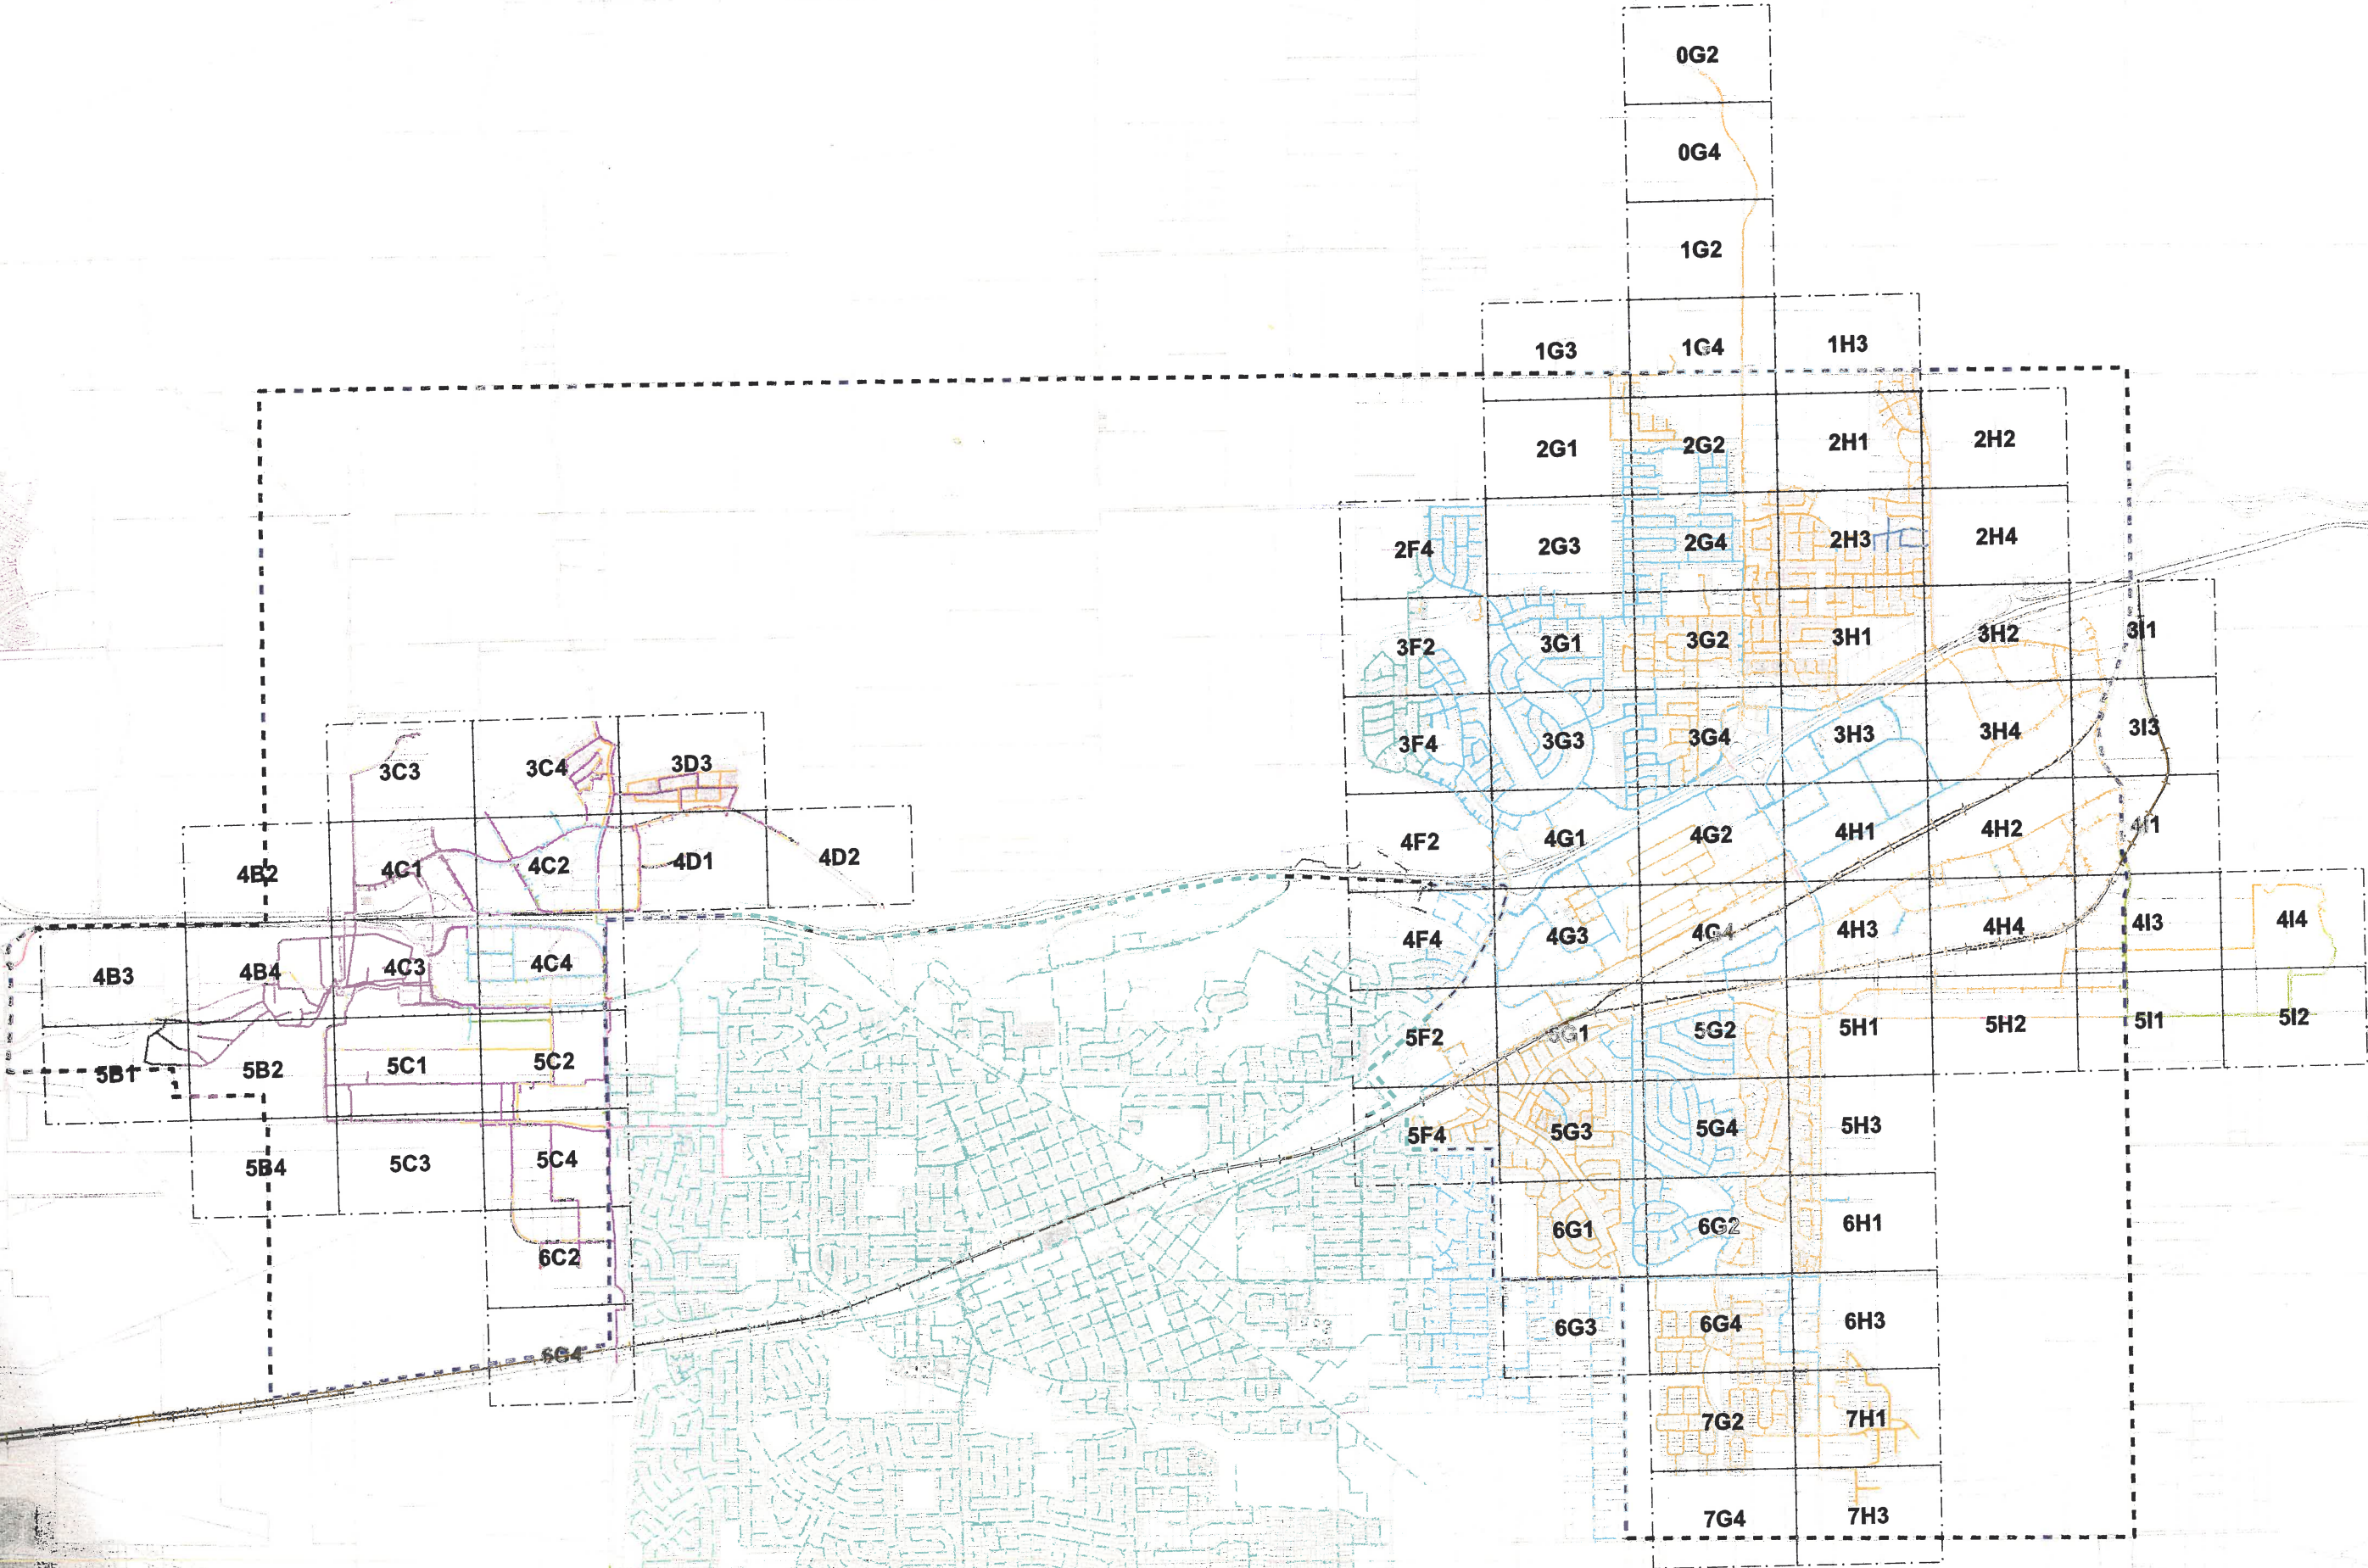 0G2
0G4
1G2
1G3 1G4 1H3
2G1 2G2 2H1 2H2
2F4 2G3 2G4 2H3 2H4
3F2 3G1 3G2 3H1 3H2 3I1
3F4 3G3 3G4 3H3 3H4 3I3
3C3 3C4 3D3
4F2 4G1 4G2 4H1 4H2 4I1
4B2 4C1 4C2 4D1 4D2
4F4 4G3 4G4 4H3 4H4 4I3 4I4
4B3 4B4 4C3 4C4
5F2 5G1 5G2 5H1 5H2 5I1 5I2
5B1 5B2 5C1 5C2
5F4 5G3 5G4 5H3
5B4 5C3 5C4
6G1 6G2 6H1
6C2
6G3 6G4 6H3
6C4
7G2 7H1
7G4 7H3